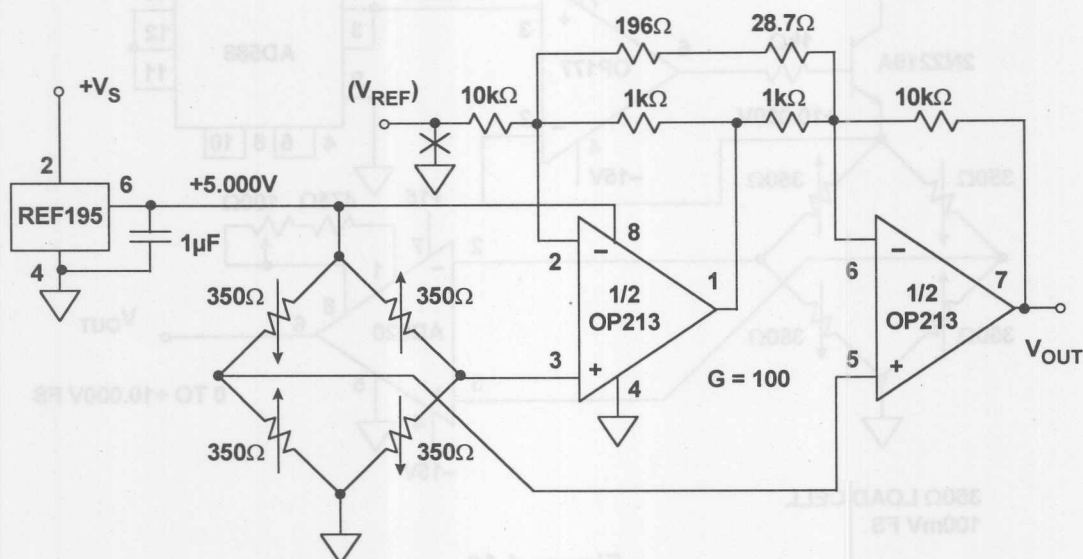 196Ω 28.7Ω
+VS
(VREF) 10kΩ 1kΩ 1kΩ 10kΩ
2
6 +5.000V
REF195
1µF
4
8
2 − 6 −
350Ω 350Ω
1 7
1/2 1/2
OP213 OP213
VOUT
3 + G = 100 5 +
4
350Ω 350Ω